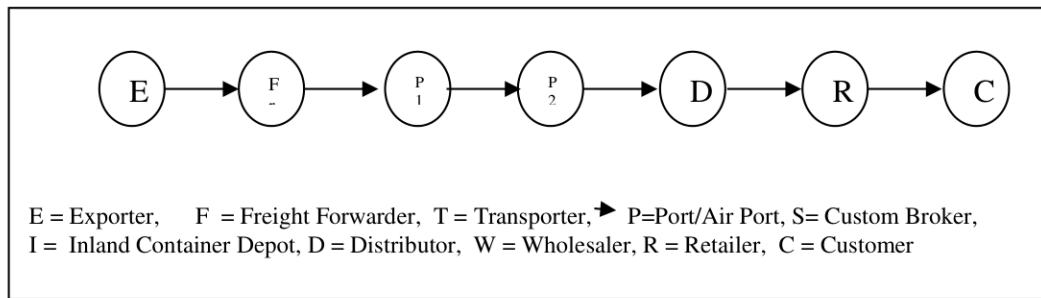 E
F
P
1
P
2
D
R
C
E = Exporter, F = Freight Forwarder, T = Transporter, P=Port/Air Port, S= Custom Broker,
I = Inland Container Depot, D = Distributor, W = Wholesaler, R = Retailer, C = Customer